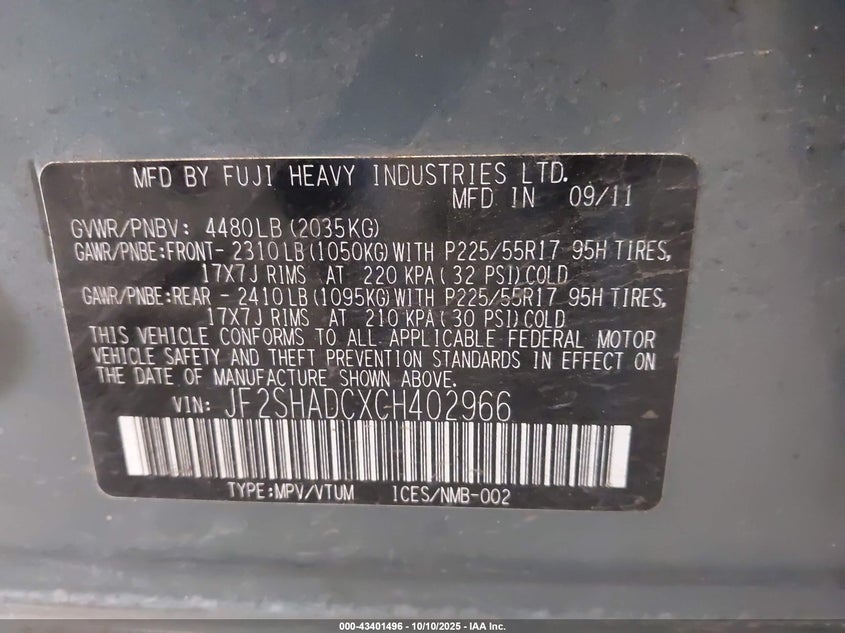 MFD BY FUJI HEAVY INDUSTRIES LTD.
MFD IN 09/11
GVWR/PNBV: 4480LB (2035KG)
GAWR/PNBE:FRONT- 2310LB (1050KG) WITH P225/55R17 95H TIRES,
17X7J RIMS AT 220 KPA (32 PSI) COLD
GAWR/PNBE:REAR - 2410LB (1095KG) WITH P225/55R17 95H TIRES,
17X7J RIMS AT 210 KPA (30 PSI) COLD
THIS VEHICLE CONFORMS TO ALL APPLICABLE FEDERAL MOTOR
VEHICLE SAFETY AND THEFT PREVENTION STANDARDS IN EFFECT ON
THE DATE OF MANUFACTURE SHOWN ABOVE.
VIN: JF2SHADCXCH402966
TYPE:MPV/VTUM ICES/NMB-002
000-43401496 - 10/10/2025 - IAA Inc.